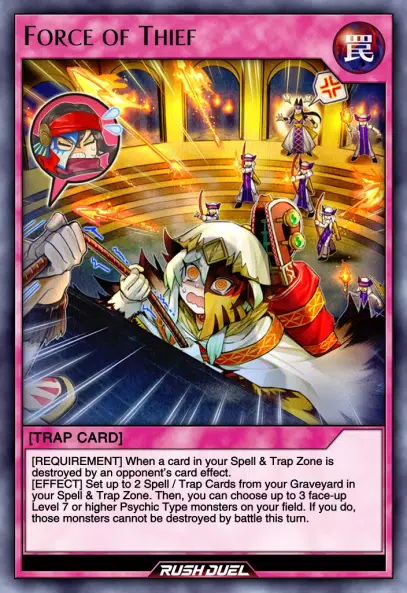 Force of Thief
罠
[TRAP CARD]
[REQUIREMENT] When a card in your Spell & Trap Zone is
destroyed by an opponent's card effect.
[EFFECT] Set up to 2 Spell / Trap Cards from your Graveyard in
your Spell & Trap Zone. Then, you can choose up to 3 face-up
Level 7 or higher Psychic Type monsters on your field. If you do,
those monsters cannot be destroyed by battle this turn.
RUSH DUEL